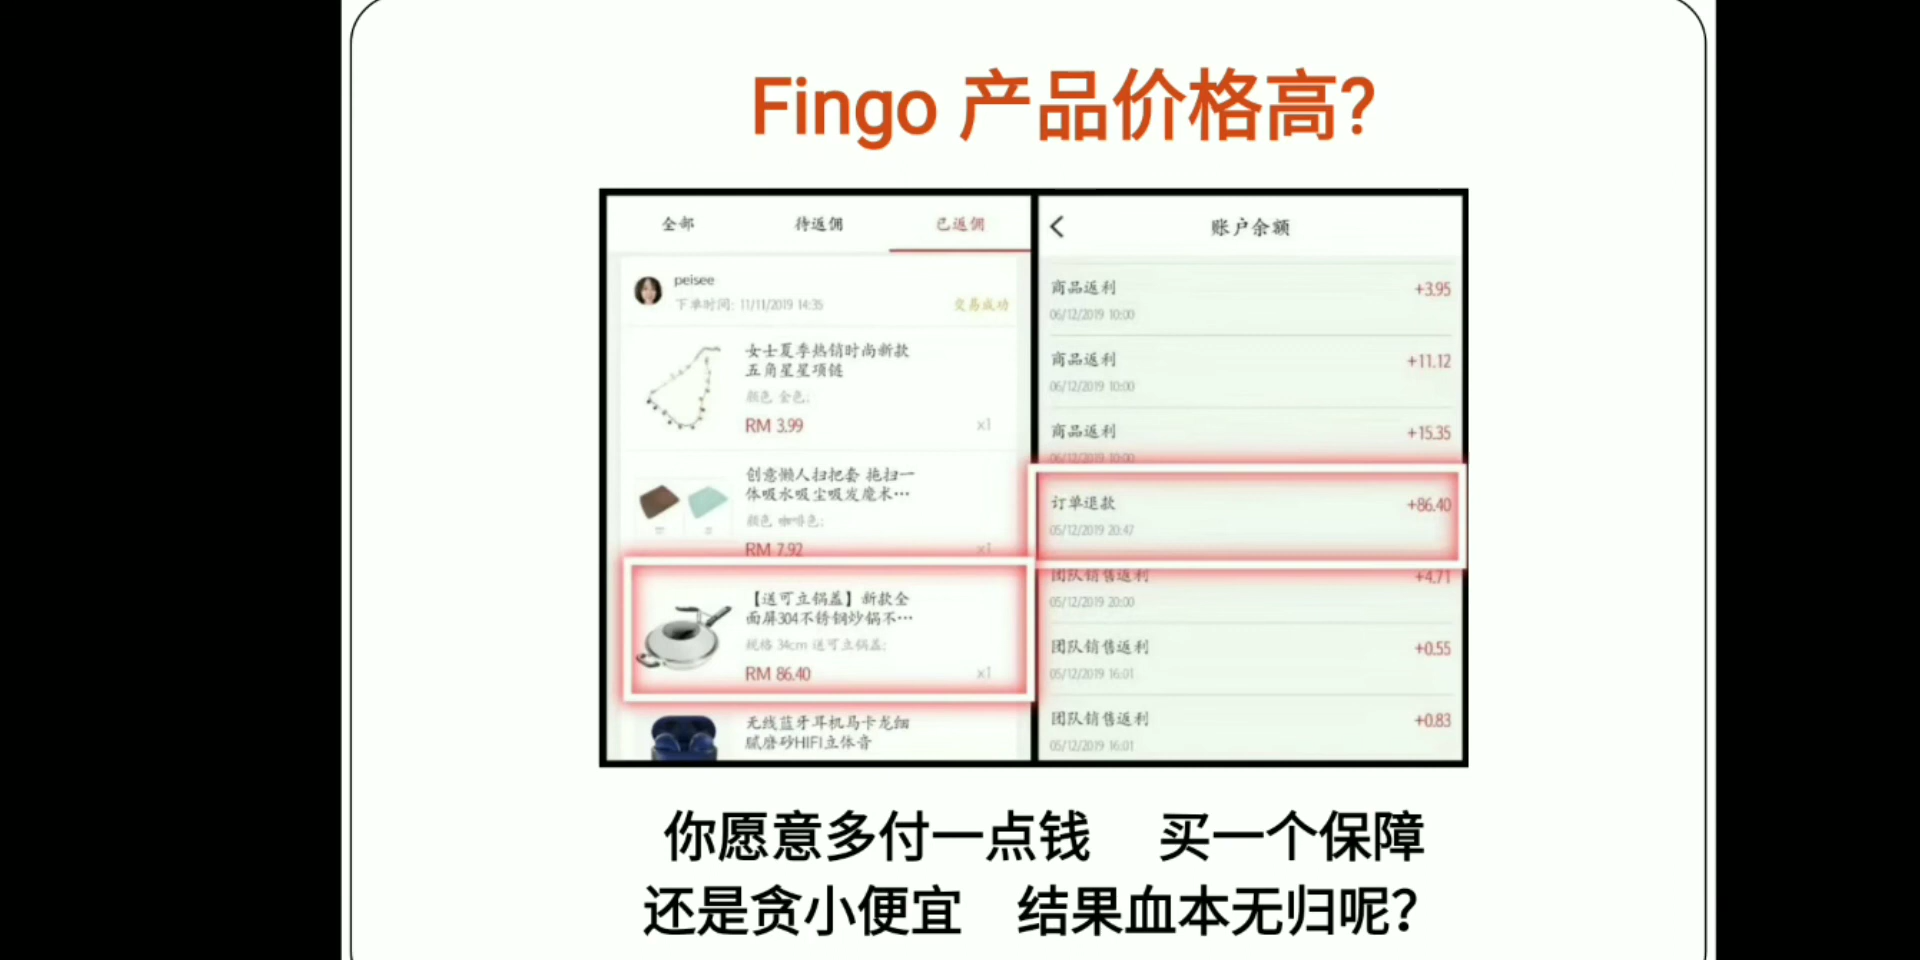 Fingo 产品价格高?
全部 待返佣 已返佣
peisee
下单时间: 11/11/2019 14:35 交易成功
女士夏季热销时尚新款
五角星星项链
颜色 金色;
RM 3.99 x1
创意懒人扫把套 拖扫一
体吸水吸尘吸发魔术…
颜色 咖啡色;
RM 7.92 x1
【送可立锅盖】新款全
面屏304不锈钢炒锅不…
规格 34cm 送可立锅盖;
RM 86.40 x1
无线蓝牙耳机马卡龙细
腻磨砂HIFI立体音
账户余额
商品返利 +3.95
06/12/2019 10:00
商品返利 +11.12
06/12/2019 10:00
商品返利 +15.35
06/12/2019 10:00
订单退款 +86.40
05/12/2019 20:47
团队销售返利 +4.71
05/12/2019 20:00
团队销售返利 +0.55
05/12/2019 16:01
团队销售返利 +0.83
05/12/2019 16:01
你愿意多付一点钱 买一个保障
还是贪小便宜 结果血本无归呢?